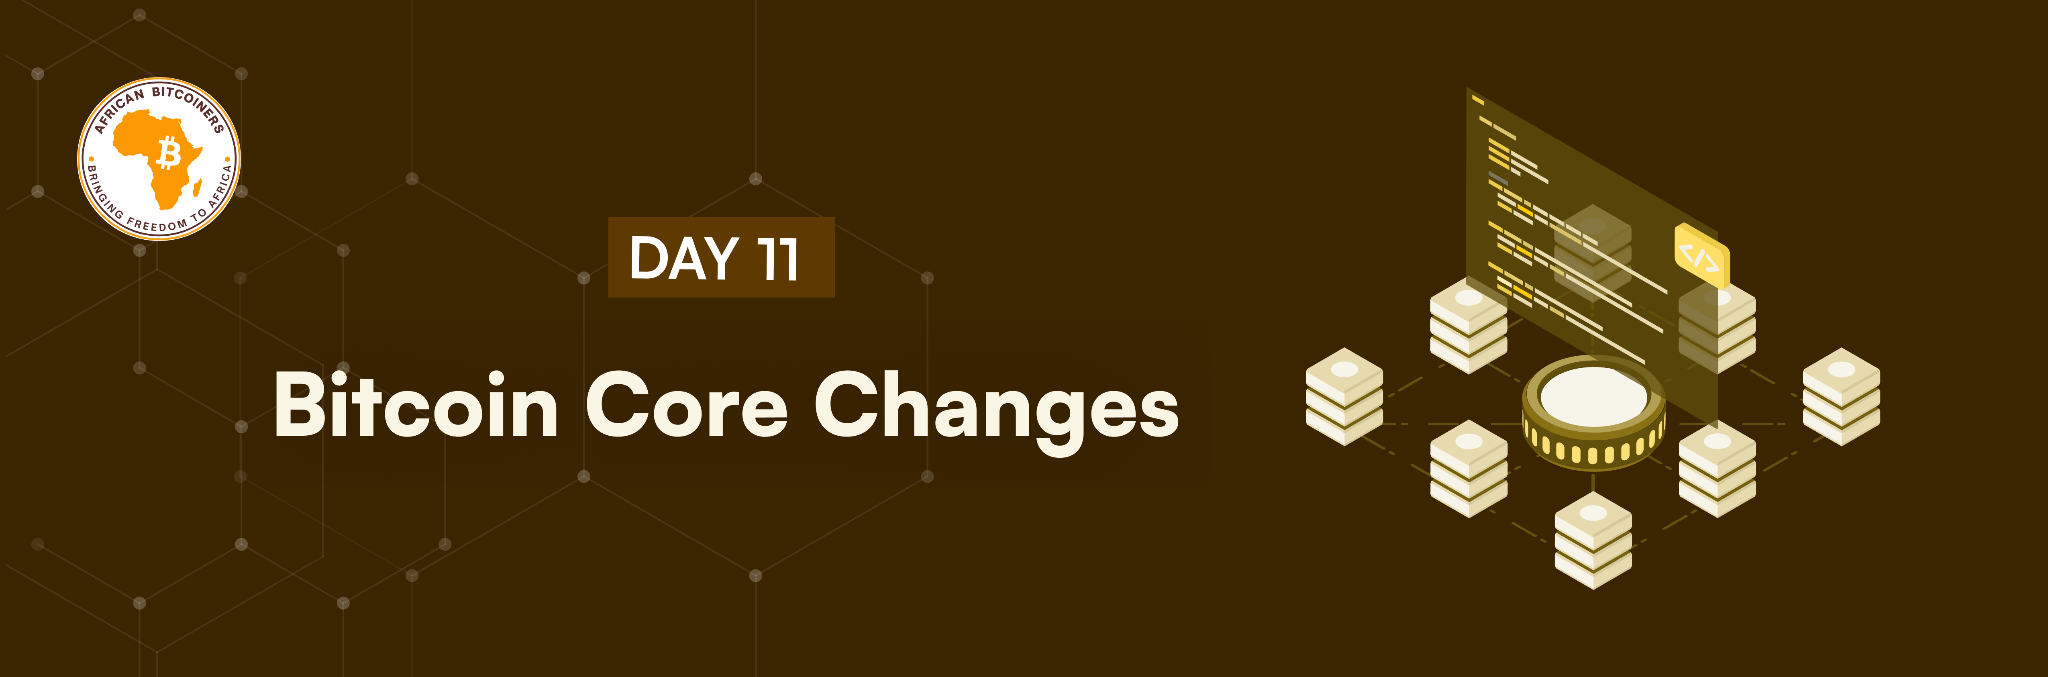 AFRICAN BITCOINERS
BRINGING FREEDOM TO AFRICA
DAY 11
Bitcoin Core Changes
</>